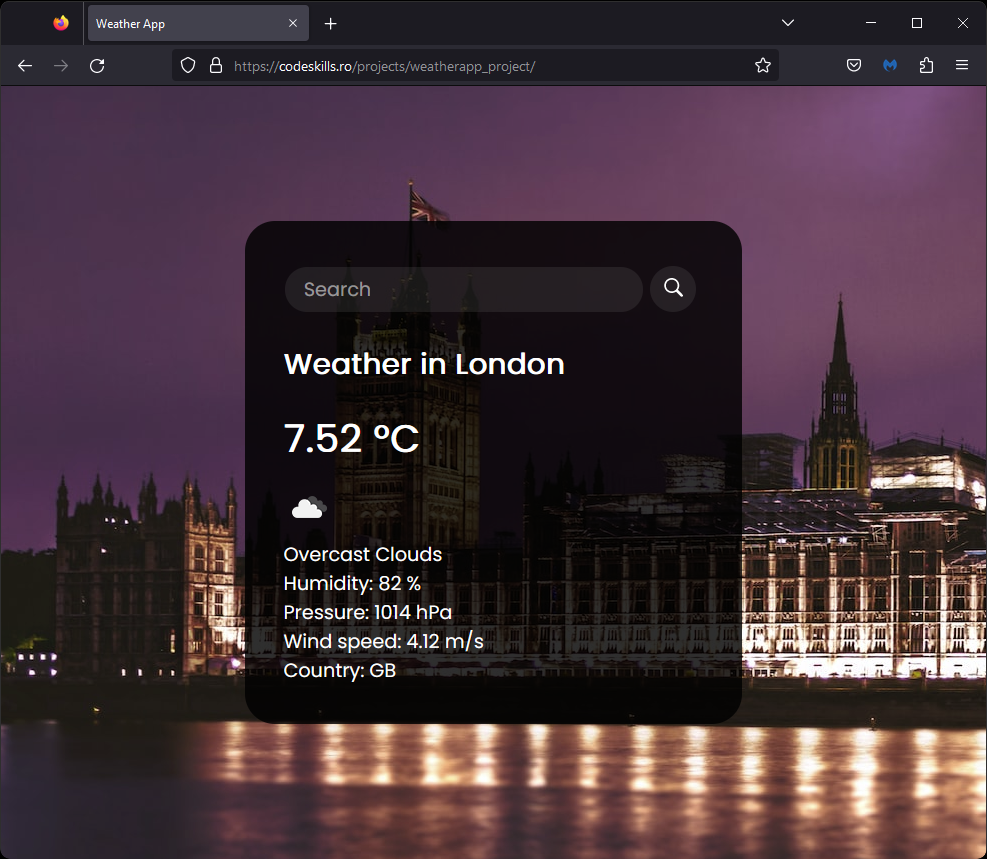 Weather App
https://codeskills.ro/projects/weatherapp_project/
Search
Weather in London
7.52 °C
Overcast Clouds
Humidity: 82 %
Pressure: 1014 hPa
Wind speed: 4.12 m/s
Country: GB